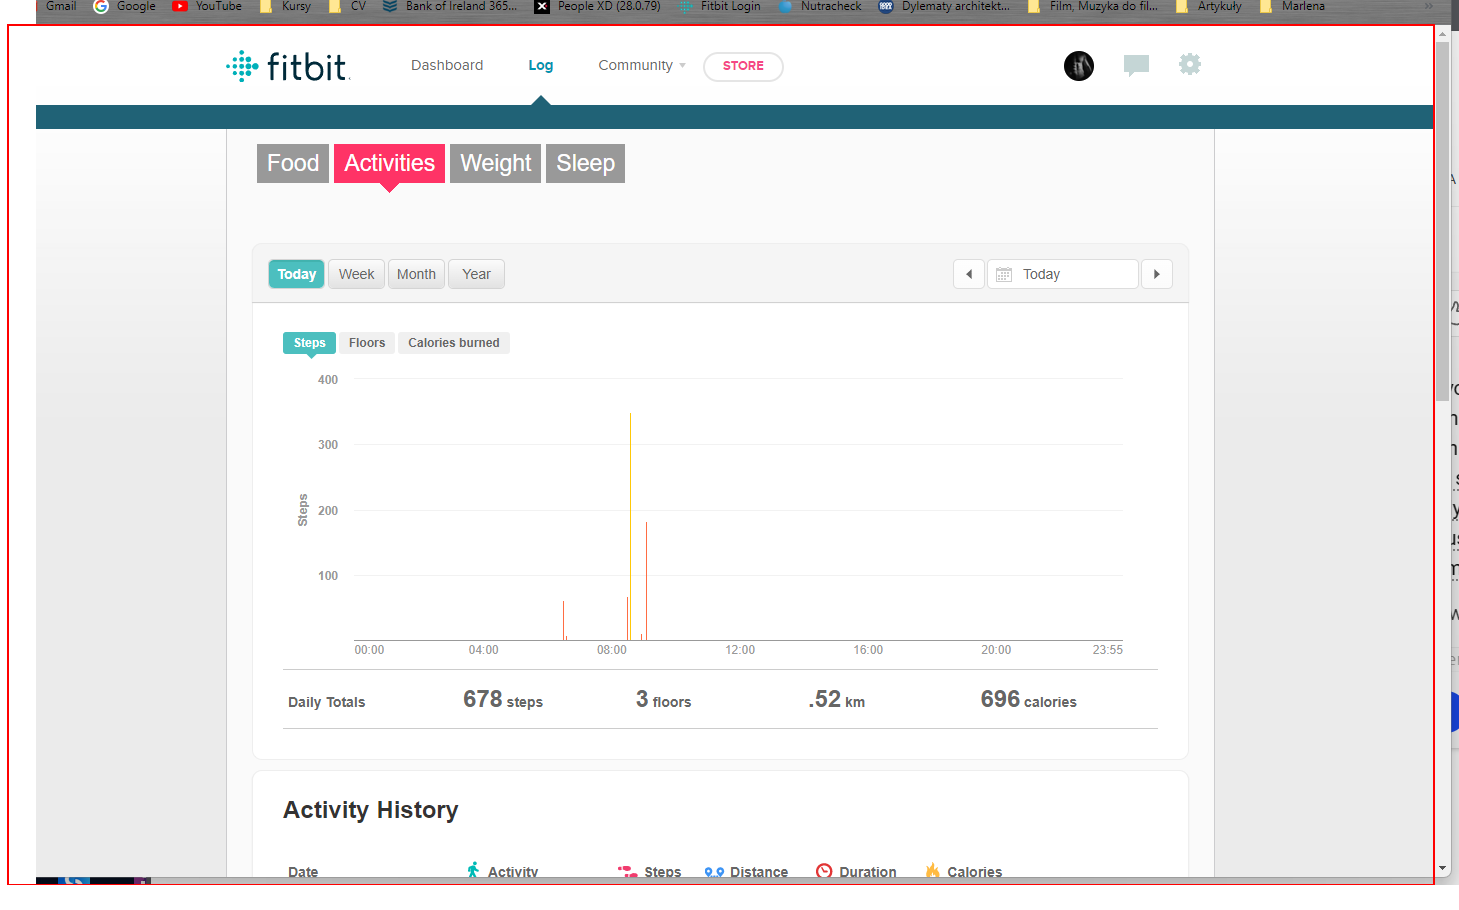 Gmail Google YouTube Kursy CV Bank of Ireland 365... People XD (28.0.79) Fitbit Login Nutracheck Dylematy architekt... Film, Muzyka do fil... Artykuły Marlena »
fitbit. Dashboard Log Community STORE
Food Activities Weight Sleep
Today Week Month Year Today
Steps Floors Calories burned
400
300
200
100
Steps
00:00 04:00 08:00 12:00 16:00 20:00 23:55
Daily Totals 678 steps 3 floors .52 km 696 calories
Activity History
Date Activity Steps Distance Duration Calories